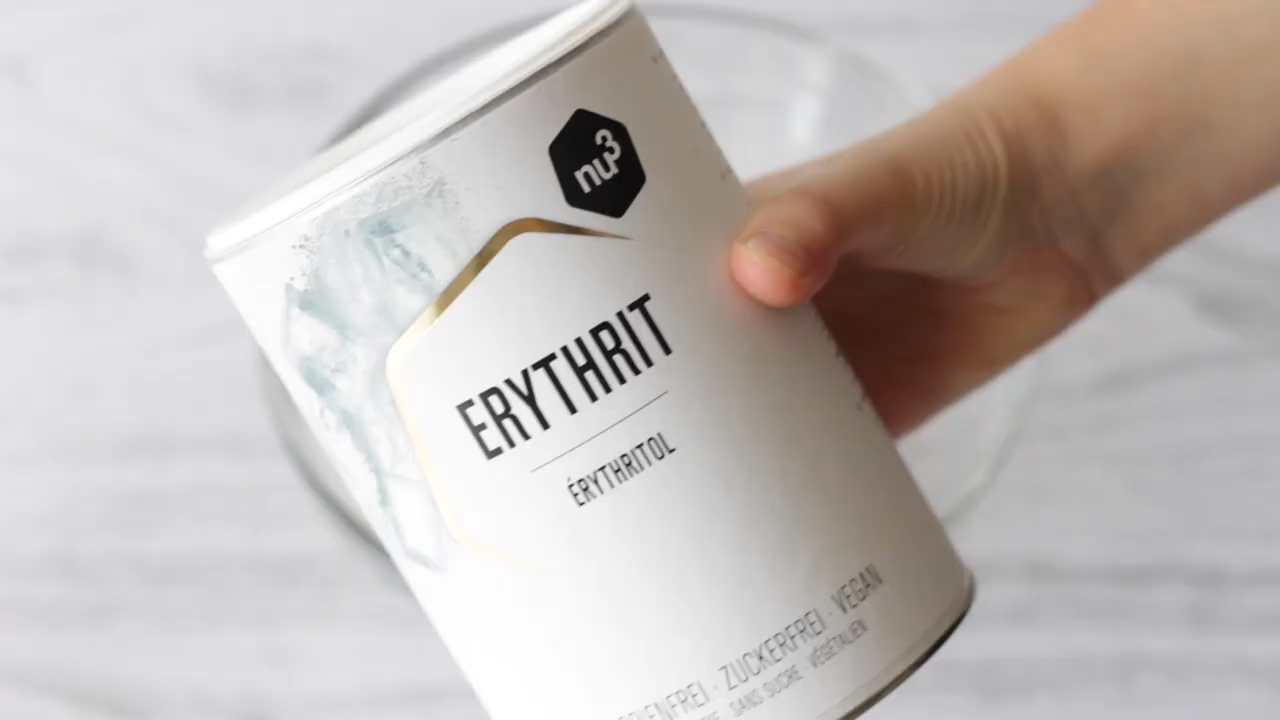 nu3
ERYTHRIT
ÉRYTHRITOL
ZUCKERFREI · VEGAN
SANS SUCRE · VÉGÉTALIEN